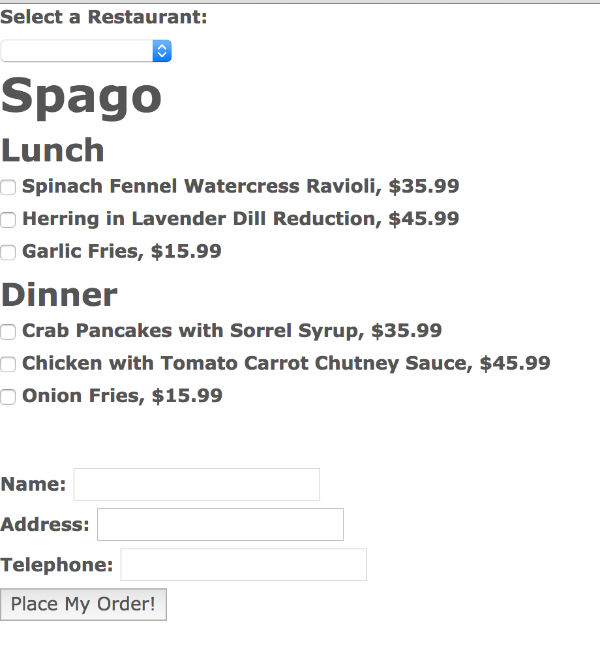 Select a Restaurant:
Spago
Lunch
Spinach Fennel Watercress Ravioli, $35.99
Herring in Lavender Dill Reduction, $45.99
Garlic Fries, $15.99
Dinner
Crab Pancakes with Sorrel Syrup, $35.99
Chicken with Tomato Carrot Chutney Sauce, $45.99
Onion Fries, $15.99
Name:
Address:
Telephone:
Place My Order!